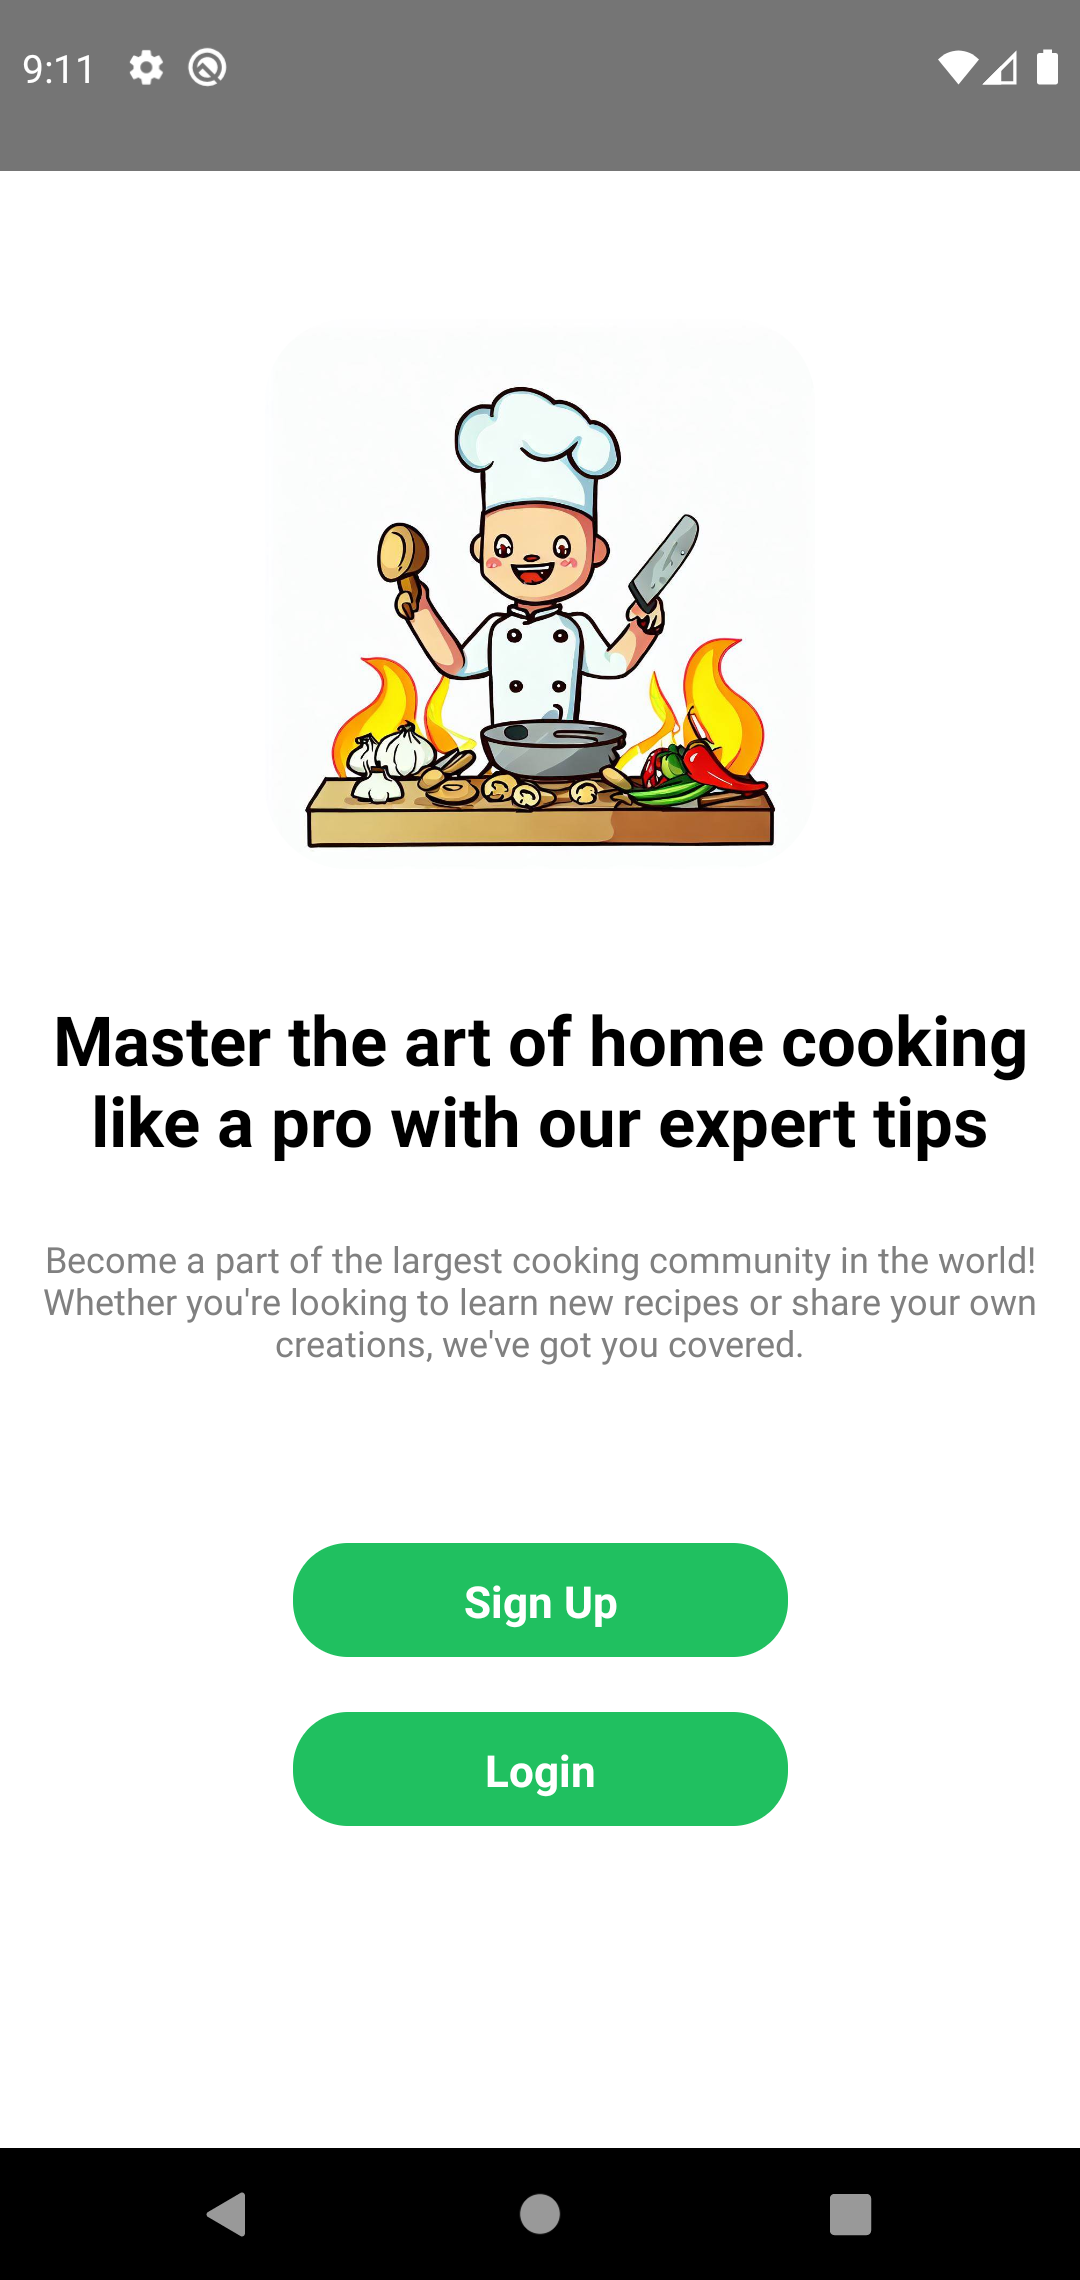 9:11
Master the art of home cooking
like a pro with our expert tips
Become a part of the largest cooking community in the world!
Whether you're looking to learn new recipes or share your own
creations, we've got you covered.
Sign Up
Login